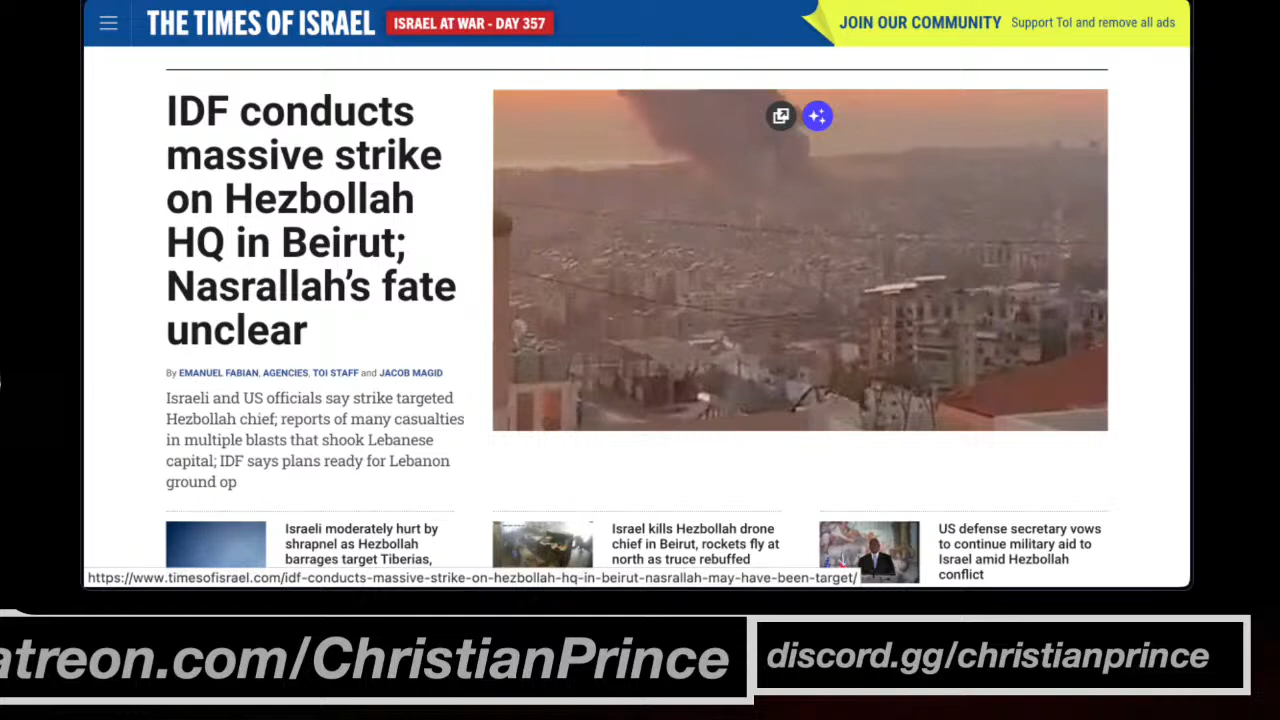 THE TIMES OF ISRAEL
ISRAEL AT WAR - DAY 357
JOIN OUR COMMUNITY Support ToI and remove all ads
IDF conducts
massive strike
on Hezbollah
HQ in Beirut;
Nasrallah's fate
unclear
By EMANUEL FABIAN, AGENCIES, TOI STAFF and JACOB MAGID
Israeli and US officials say strike targeted
Hezbollah chief; reports of many casualties
in multiple blasts that shook Lebanese
capital; IDF says plans ready for Lebanon
ground op
Israeli moderately hurt by
shrapnel as Hezbollah
barrages target Tiberias,
Israel kills Hezbollah drone
chief in Beirut, rockets fly at
north as truce rebuffed
US defense secretary vows
to continue military aid to
Israel amid Hezbollah
conflict
https://www.timesofisrael.com/idf-conducts-massive-strike-on-hezbollah-hq-in-beirut-nasrallah-may-have-been-target/
atreon.com/ChristianPrince
discord.gg/christianprince